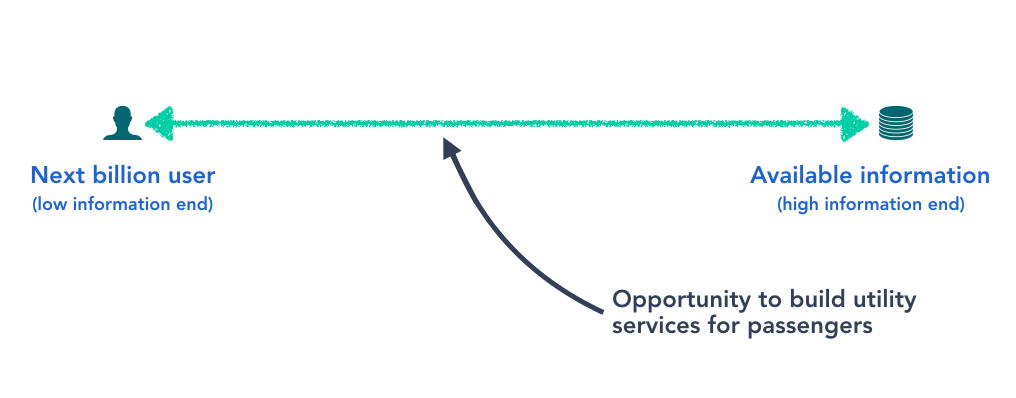 Next billion user
(low information end)
Available information
(high information end)
Opportunity to build utility
services for passengers